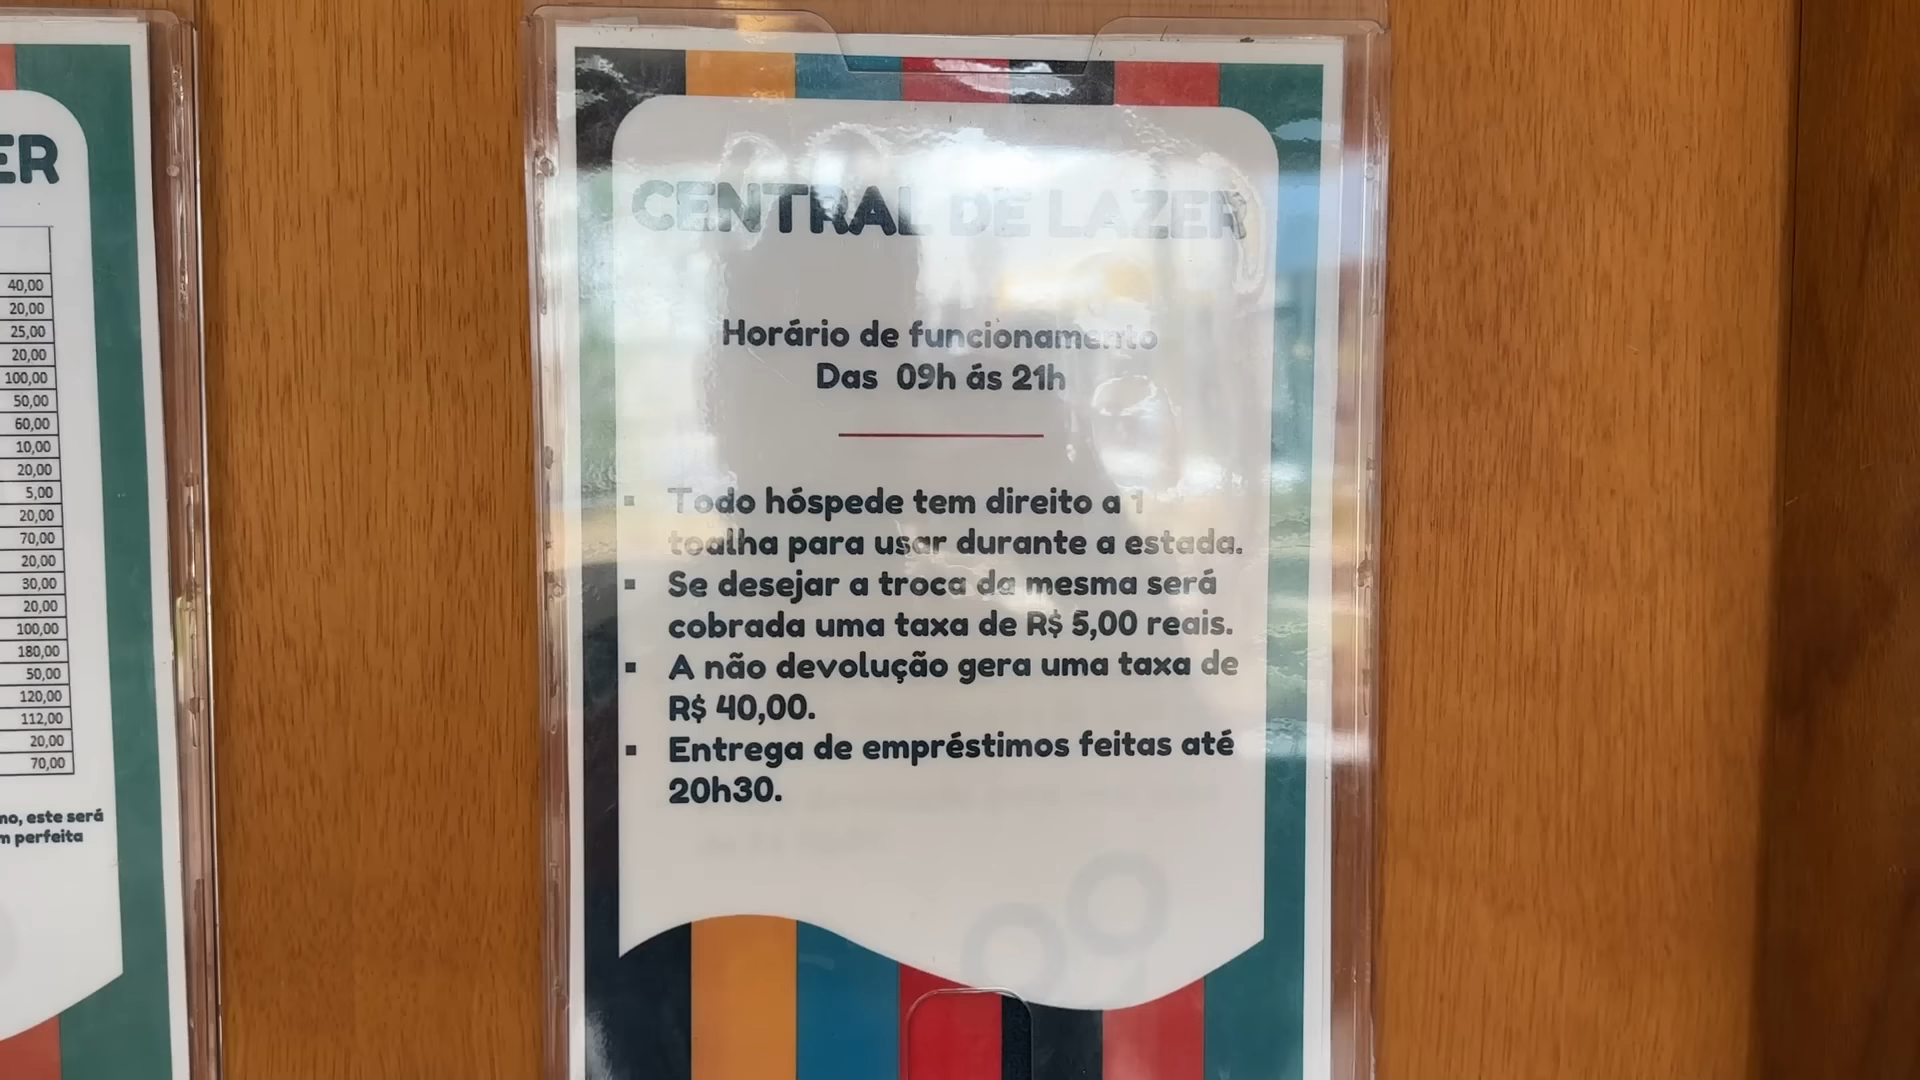 ER
40,00
20,00
25,00
20,00
100,00
50,00
60,00
10,00
20,00
5,00
20,00
70,00
20,00
30,00
20,00
100,00
180,00
50,00
120,00
112,00
20,00
70,00
mo, este será
m perfeita
CENTRAL DE LAZER
Horário de funcionamento
Das 09h ás 21h
Todo hóspede tem direito a 1
toalha para usar durante a estada.
Se desejar a troca da mesma será
cobrada uma taxa de R$ 5,00 reais.
A não devolução gera uma taxa de
R$ 40,00.
Entrega de empréstimos feitas até
20h30.